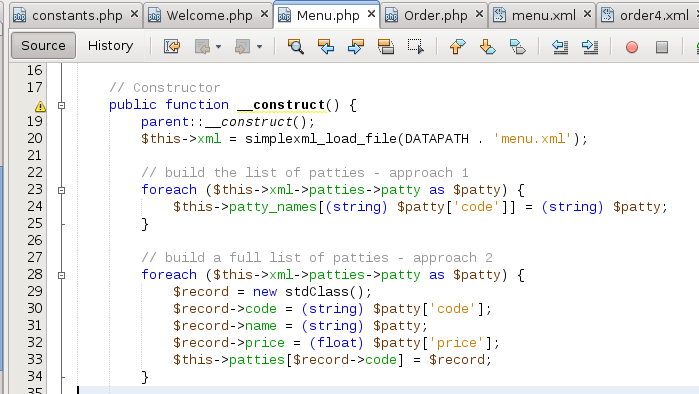 constants.php Welcome.php Menu.php Order.php menu.xml order4.xml
Source History
16
17 // Constructor
public function __construct() {
19 parent::__construct();
20 $this->xml = simplexml_load_file(DATAPATH . 'menu.xml');
21
22 // build the list of patties - approach 1
23 foreach ($this->xml->patties->patty as $patty) {
24 $this->patty_names[(string) $patty['code']] = (string) $patty;
25 }
26
27 // build a full list of patties - approach 2
28 foreach ($this->xml->patties->patty as $patty) {
29 $record = new stdClass();
30 $record->code = (string) $patty['code'];
31 $record->name = (string) $patty;
32 $record->price = (float) $patty['price'];
33 $this->patties[$record->code] = $record;
34 }
35